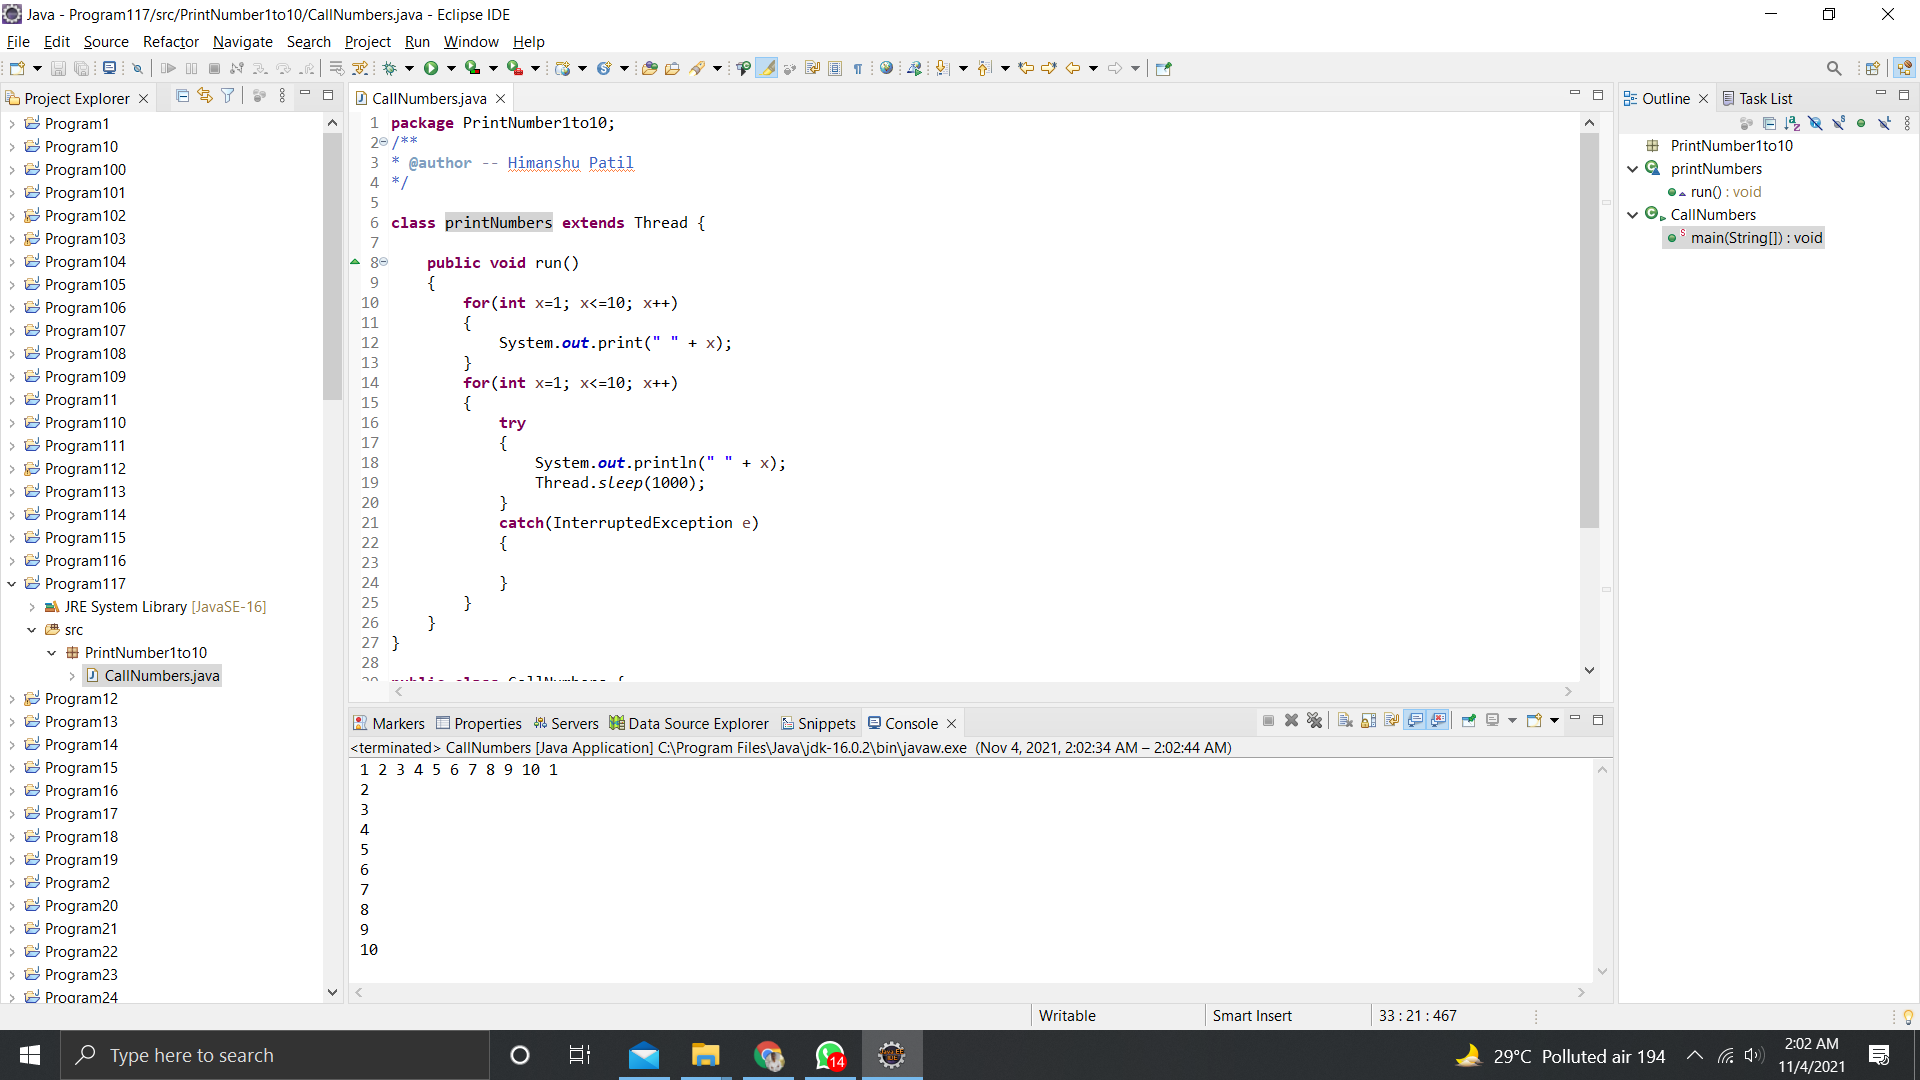 Java - Program117/src/PrintNumber1to10/CallNumbers.java - Eclipse IDE
File Edit Source Refactor Navigate Search Project Run Window Help
Project Explorer
Program1
Program10
Program100
Program101
Program102
Program103
Program104
Program105
Program106
Program107
Program108
Program109
Program11
Program110
Program111
Program112
Program113
Program114
Program115
Program116
Program117
JRE System Library [JavaSE-16]
src
PrintNumber1to10
CallNumbers.java
Program12
Program13
Program14
Program15
Program16
Program17
Program18
Program19
Program2
Program20
Program21
Program22
Program23
Program24
CallNumbers.java
1 package PrintNumber1to10;
2 /**
3 * @author -- Himanshu Patil
4 */
5
6 class printNumbers extends Thread {
7
8 public void run()
9 {
10 for(int x=1; x<=10; x++)
11 {
12 System.out.print(" " + x);
13 }
14 for(int x=1; x<=10; x++)
15 {
16 try
17 {
18 System.out.println(" " + x);
19 Thread.sleep(1000);
20 }
21 catch(InterruptedException e)
22 {
23
24 }
25 }
26 }
27 }
28
29 public class CallNumbers {
Markers Properties Servers Data Source Explorer Snippets Console
<terminated> CallNumbers [Java Application] C:\Program Files\Java\jdk-16.0.2\bin\javaw.exe (Nov 4, 2021, 2:02:34 AM – 2:02:44 AM)
1 2 3 4 5 6 7 8 9 10 1
2
3
4
5
6
7
8
9
10
Outline Task List
PrintNumber1to10
printNumbers
run() : void
CallNumbers
main(String[]) : void
Writable Smart Insert 33 : 21 : 467
Type here to search
14
29°C Polluted air 194
2:02 AM
11/4/2021